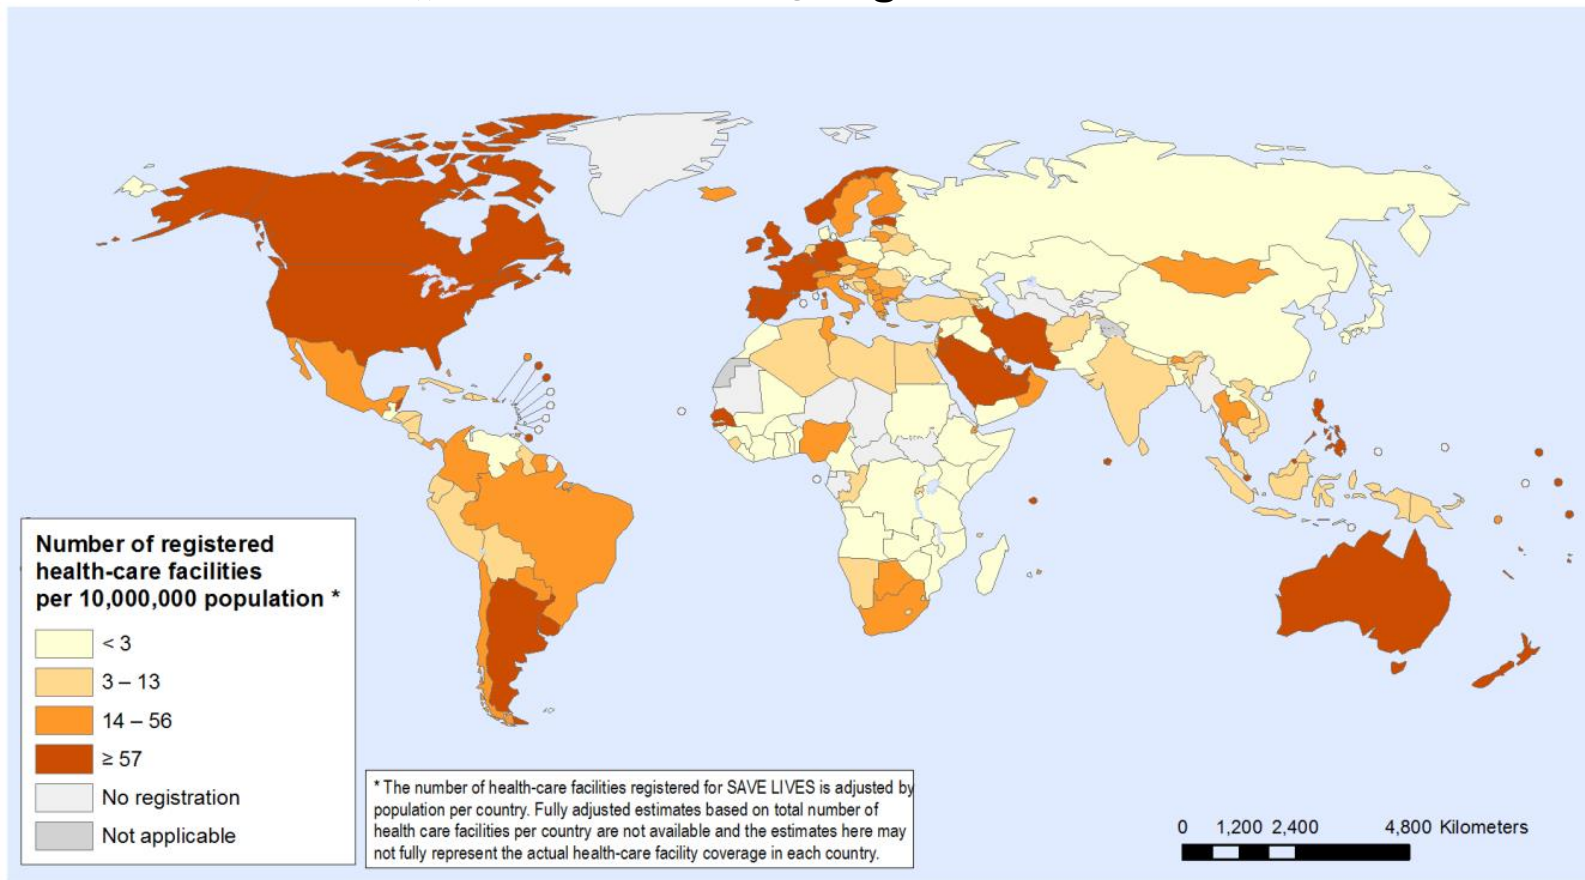 Number of registered
health-care facilities
per 10,000,000 population *
< 3
3 – 13
14 – 56
≥ 57
No registration
Not applicable
* The number of health-care facilities registered for SAVE LIVES is adjusted by
population per country. Fully adjusted estimates based on total number of
health care facilities per country are not available and the estimates here may
not fully represent the actual health-care facility coverage in each country.
0 1,200 2,400 4,800 Kilometers